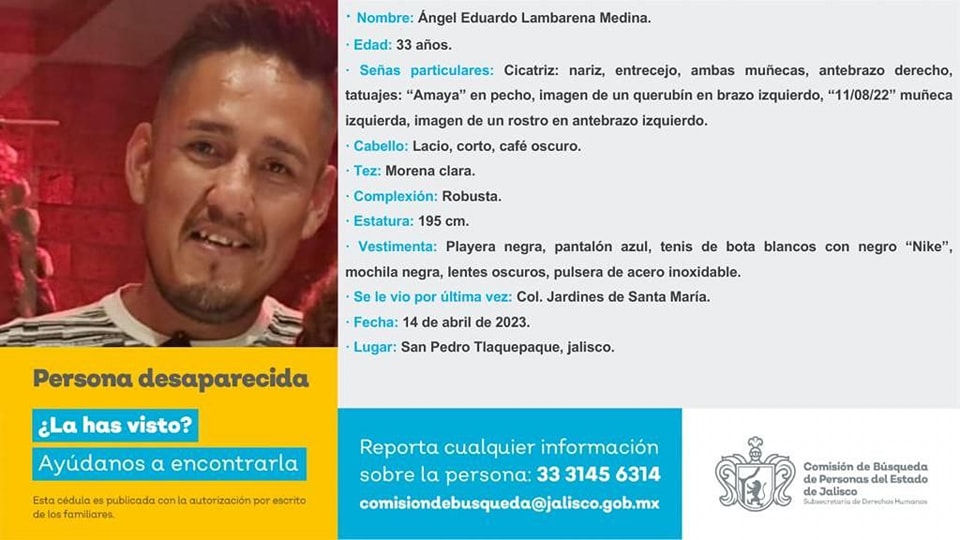 · Nombre: Ángel Eduardo Lambarena Medina.
· Edad: 33 años.
· Señas particulares: Cicatriz: nariz, entrecejo, ambas muñecas, antebrazo derecho,
tatuajes: “Amaya” en pecho, imagen de un querubín en brazo izquierdo, “11/08/22” muñeca
izquierda, imagen de un rostro en antebrazo izquierdo.
· Cabello: Lacio, corto, café oscuro.
· Tez: Morena clara.
· Complexión: Robusta.
· Estatura: 195 cm.
· Vestimenta: Playera negra, pantalón azul, tenis de bota blancos con negro “Nike”,
mochila negra, lentes oscuros, pulsera de acero inoxidable.
· Se le vio por última vez: Col. Jardines de Santa María.
· Fecha: 14 de abril de 2023.
· Lugar: San Pedro Tlaquepaque, jalisco.
Persona desaparecida
¿La has visto?
Ayúdanos a encontrarla
Esta cédula es publicada con la autorización por escrito
de los familiares.
Reporta cualquier información
sobre la persona: 33 3145 6314
comisiondebusqueda@jalisco.gob.mx
Comisión de Búsqueda
de Personas del Estado
de Jalisco
Subsecretaría de Derechos Humanos